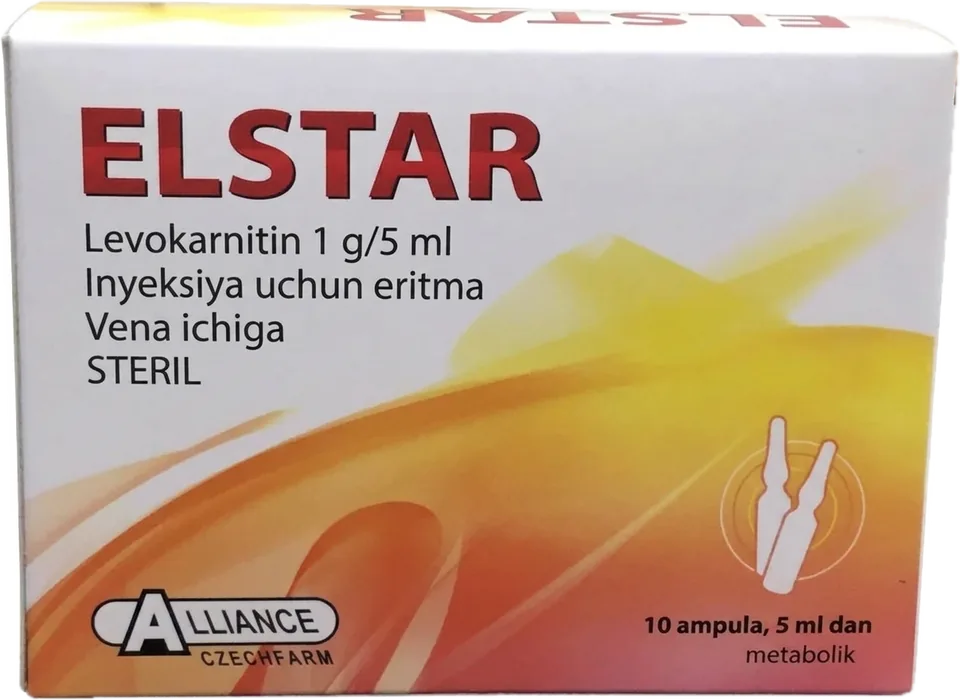 ELSTAR
ELSTAR
Levokarnitin 1 g/5 ml
Inyeksiya uchun eritma
Vena ichiga
STERIL
ALLIANCE
CZECHFARM
10 ampula, 5 ml dan
metabolik